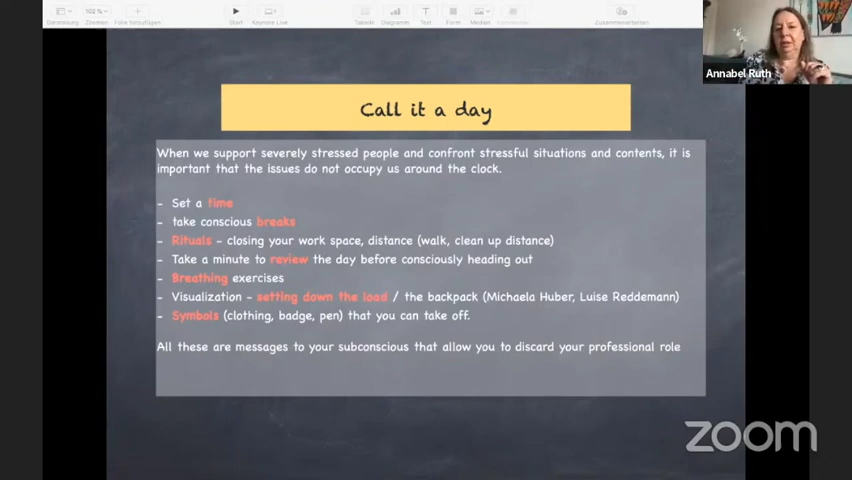 100 %
Darstellung
Zoomen
Folie hinzufügen
Start
Keynote Live
Tabelle
Diagramm
Text
Form
Medien
Kommentar
Zusammenarbeiten
Annabel Ruth
Call it a day
When we support severely stressed people and confront stressful situations and contents, it is
important that the issues do not occupy us around the clock.
- Set a time
- take conscious breaks
- Rituals - closing your work space, distance (walk, clean up distance)
- Take a minute to review the day before consciously heading out
- Breathing exercises
- Visualization - setting down the load / the backpack (Michaela Huber, Luise Reddemann)
- Symbols (clothing, badge, pen) that you can take off.
All these are messages to your subconscious that allow you to discard your professional role
zoom